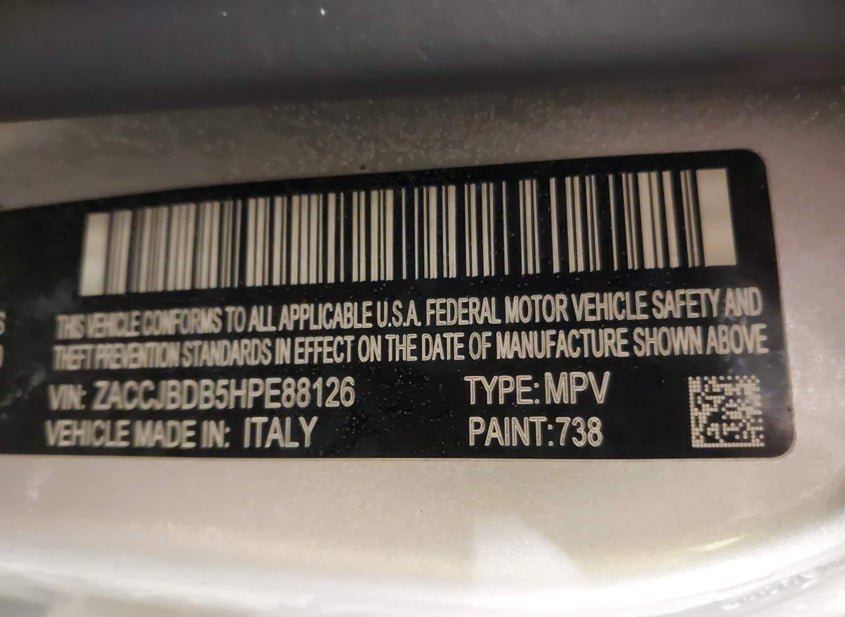 THIS VEHICLE CONFORMS TO ALL APPLICABLE U.S.A. FEDERAL MOTOR VEHICLE SAFETY AND
THEFT PREVENTION STANDARDS IN EFFECT ON THE DATE OF MANUFACTURE SHOWN ABOVE
VIN: ZACCJBDB5HPE88126 TYPE: MPV
VEHICLE MADE IN: ITALY PAINT:738